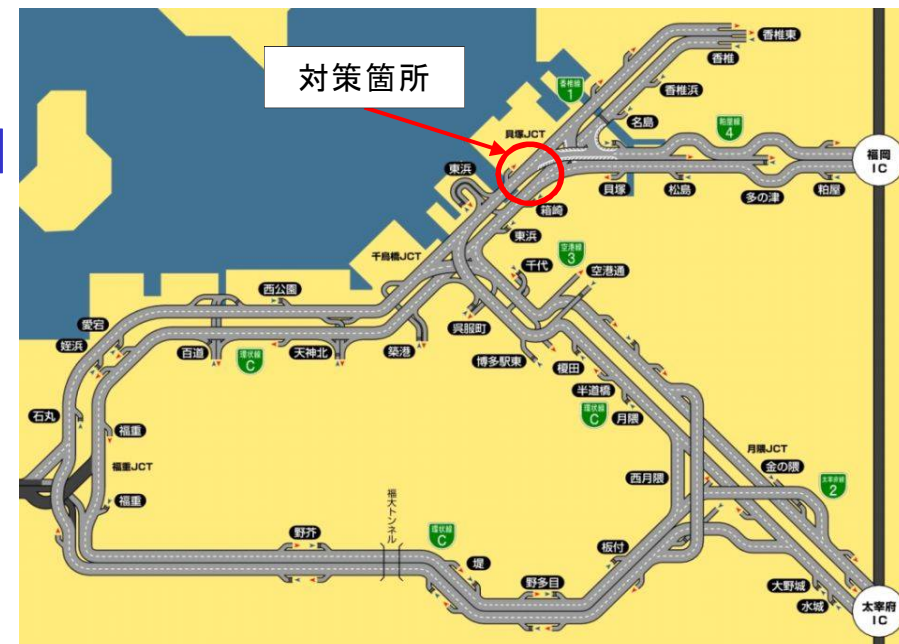 対策箇所
香椎東
香椎
香椎線
1
香椎浜
名島
粕屋線
4
貝塚JCT
福岡
IC
東浜
貝塚
松島
多の津
粕屋
箱崎
東浜
千鳥橋JCT
千代
空港線
3
空港通
西公園
愛宕
姪浜
呉服町
百道
環状線
C
天神北
築港
博多駅東
榎田
半道橋
環状線
C
月隈
石丸
福重
福重JCT
月隈JCT
金の隈
西月隈
太宰府線
2
福重
福大トンネル
野芥
環状線
C
堤
板付
野多目
大野城
水城
太宰府
IC